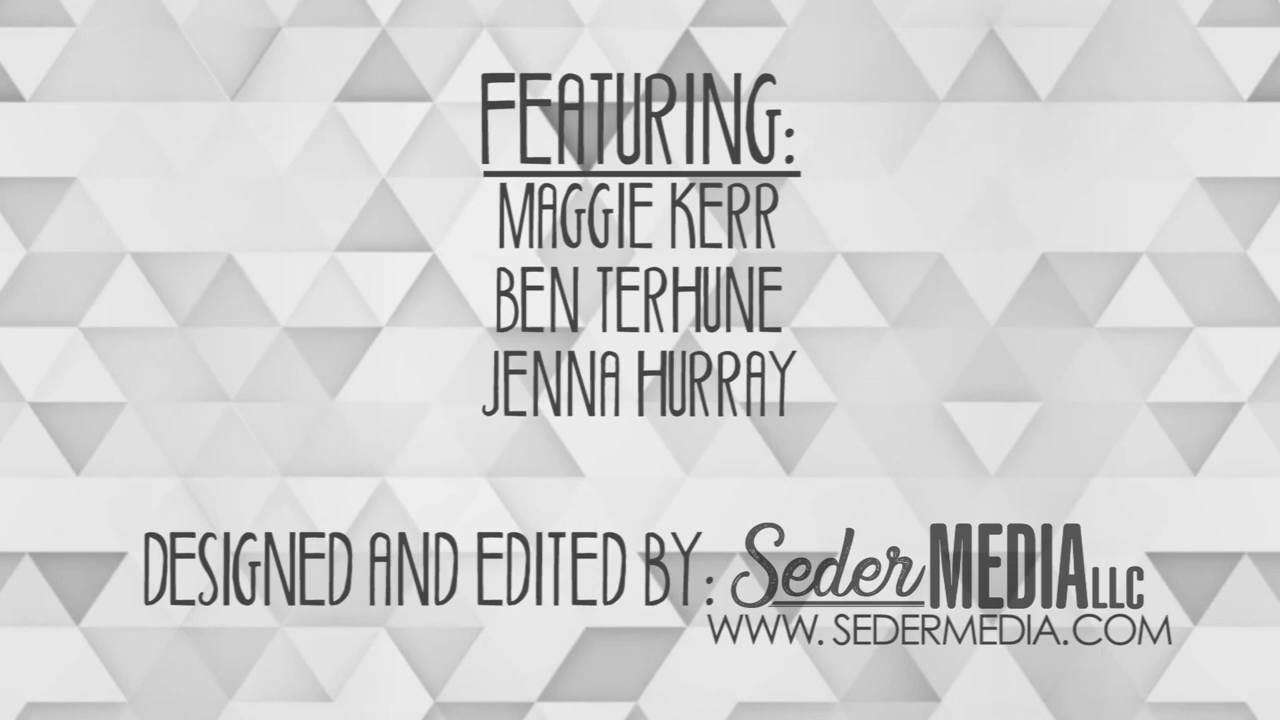 FEATURING:
MAGGIE KERR
BEN TERHUNE
JENNA HURRAY
DESIGNED AND EDITED BY: Seder MEDIA LLC
WWW.SEDERMEDIA.COM